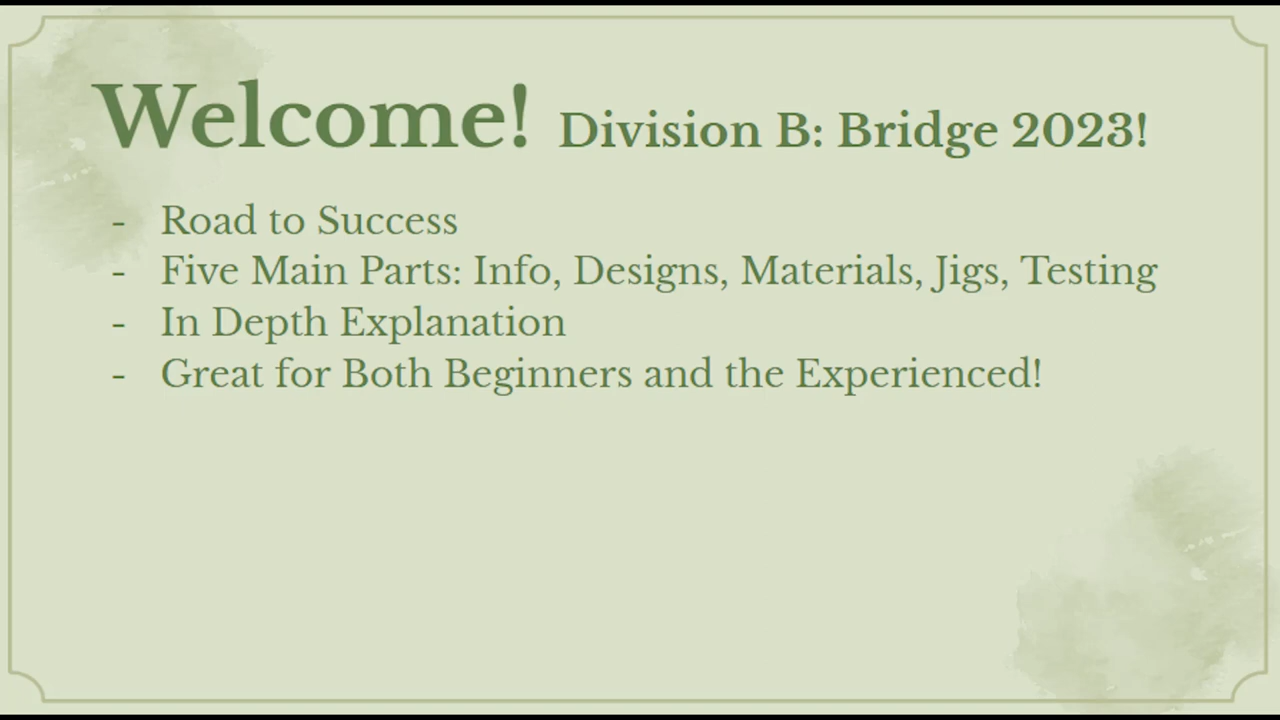 Welcome! Division B: Bridge 2023!
- Road to Success
- Five Main Parts: Info, Designs, Materials, Jigs, Testing
- In Depth Explanation
- Great for Both Beginners and the Experienced!